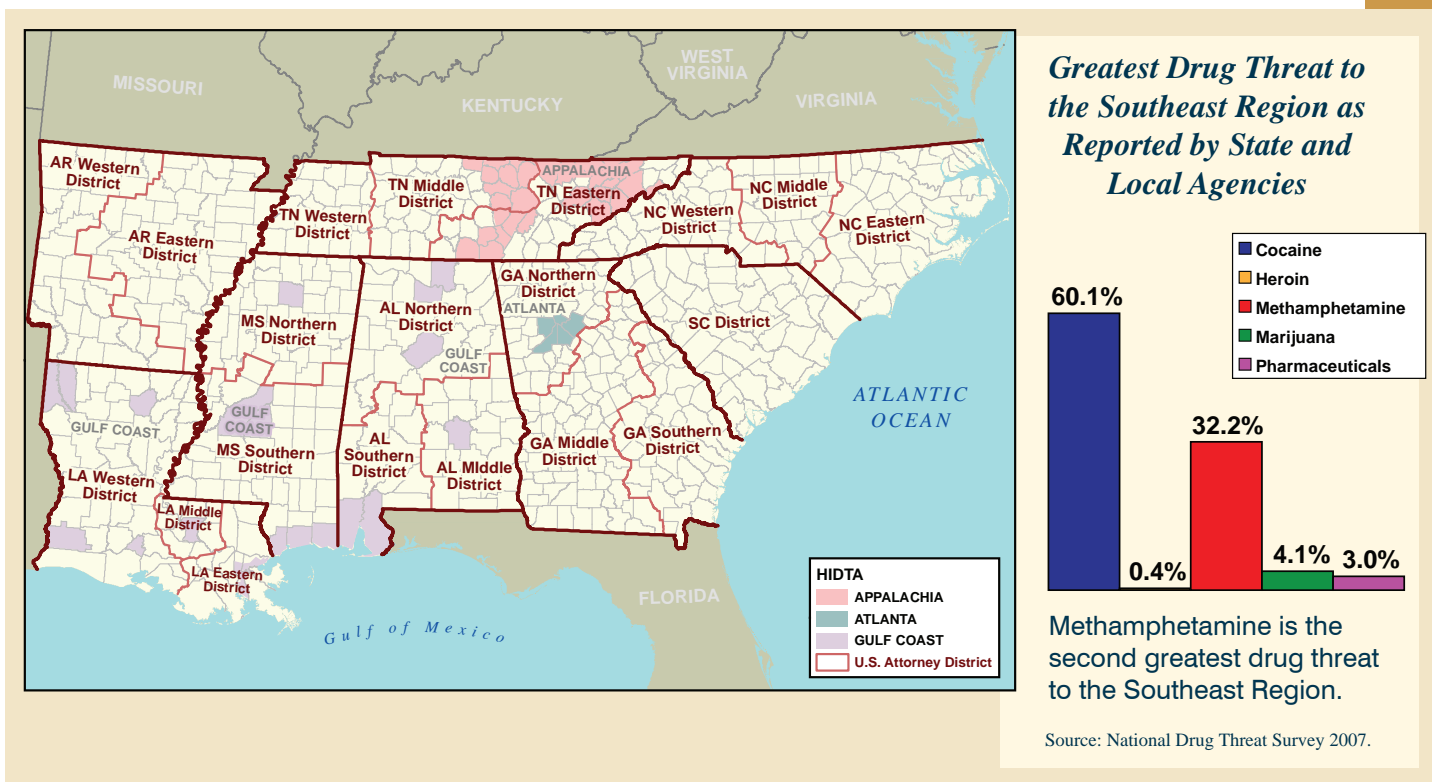 MISSOURI
KENTUCKY
WEST
VIRGINIA
VIRGINIA
AR Western
District
AR Eastern
District
TN Western
District
TN Middle
District
APPALACHIA
TN Eastern
District
NC Western
District
NC Middle
District
NC Eastern
District
MS Northern
District
AL Northern
District
GULF
COAST
GA Northern
District
ATLANTA
SC District
ATLANTIC
OCEAN
GULF COAST
GULF
COAST
MS Southern
District
AL
Southern
District
AL MIddle
District
GA Middle
District
GA Southern
District
LA Western
District
LA Middle
District
LA Eastern
District
FLORIDA
Gulf of Mexico
HIDTA
APPALACHIA
ATLANTA
GULF COAST
U.S. Attorney District
Greatest Drug Threat to
the Southeast Region as
Reported by State and
Local Agencies
Cocaine
Heroin
Methamphetamine
Marijuana
Pharmaceuticals
60.1%
0.4%
32.2%
4.1%
3.0%
Methamphetamine is the
second greatest drug threat
to the Southeast Region.
Source: National Drug Threat Survey 2007.